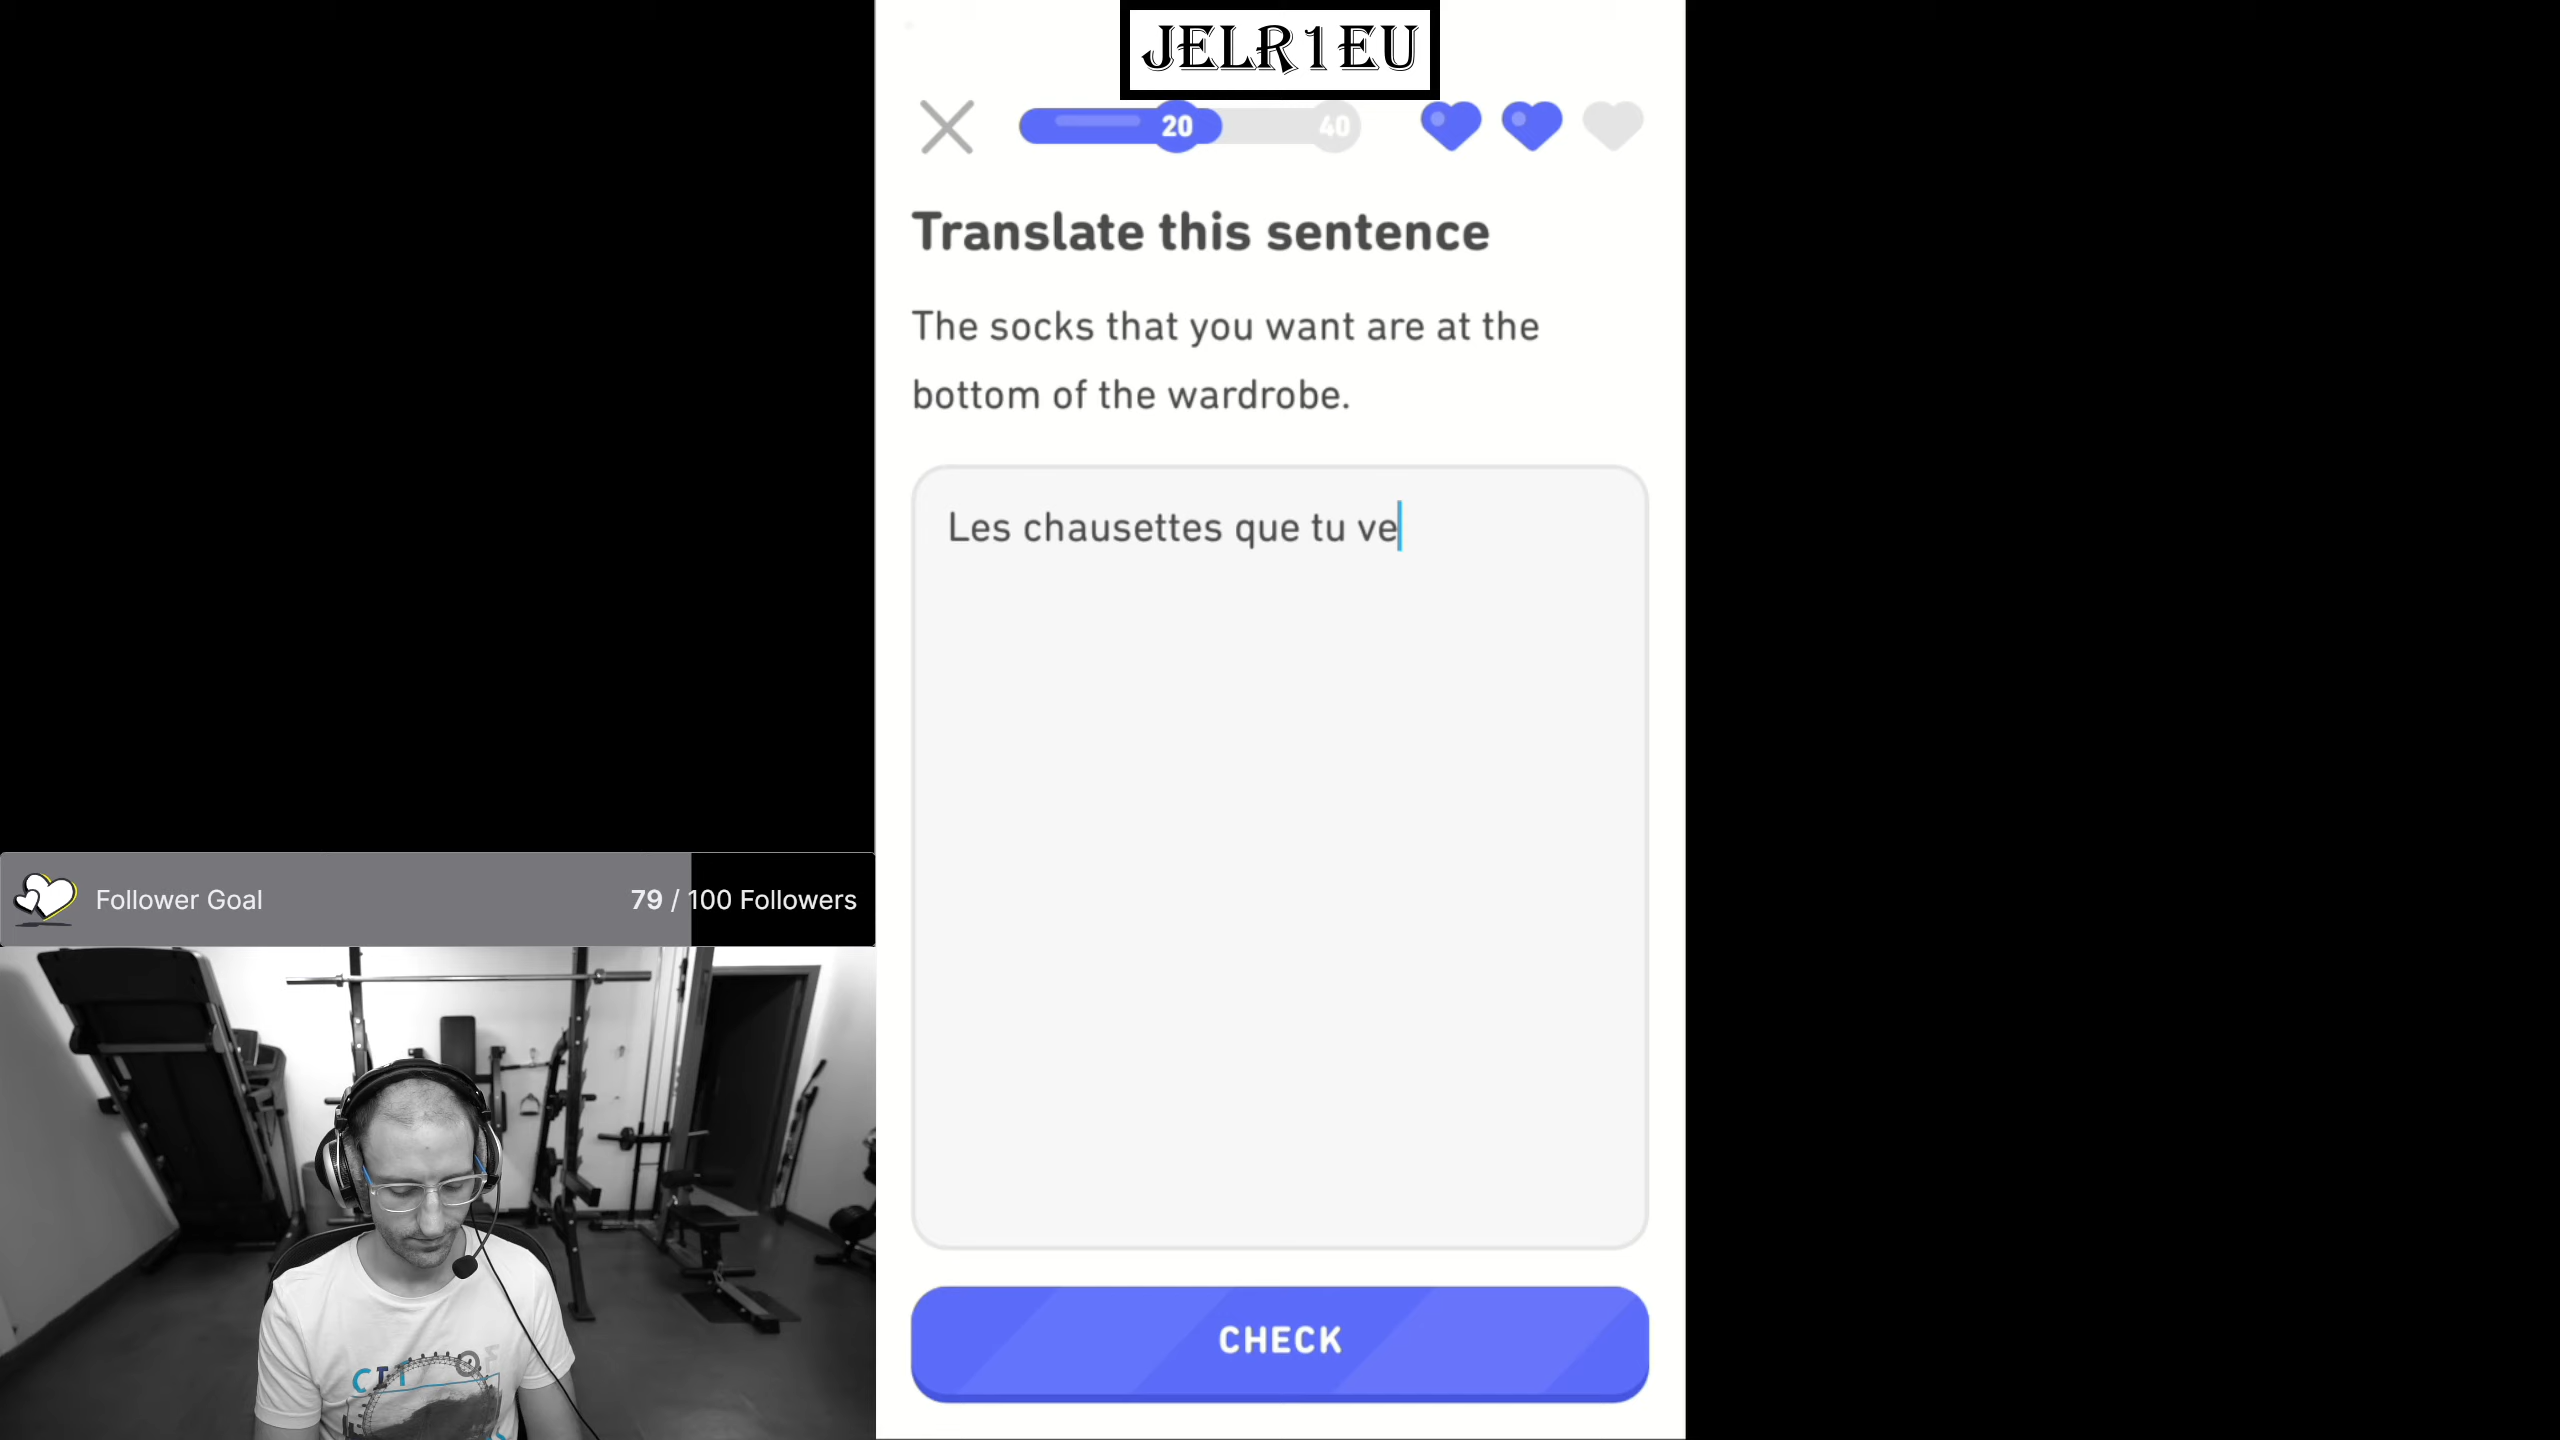 JELR1EU
20
40
Translate this sentence
The socks that you want are at the
bottom of the wardrobe.
Les chausettes que tu ve
CHECK
Follower Goal
79 / 100 Followers